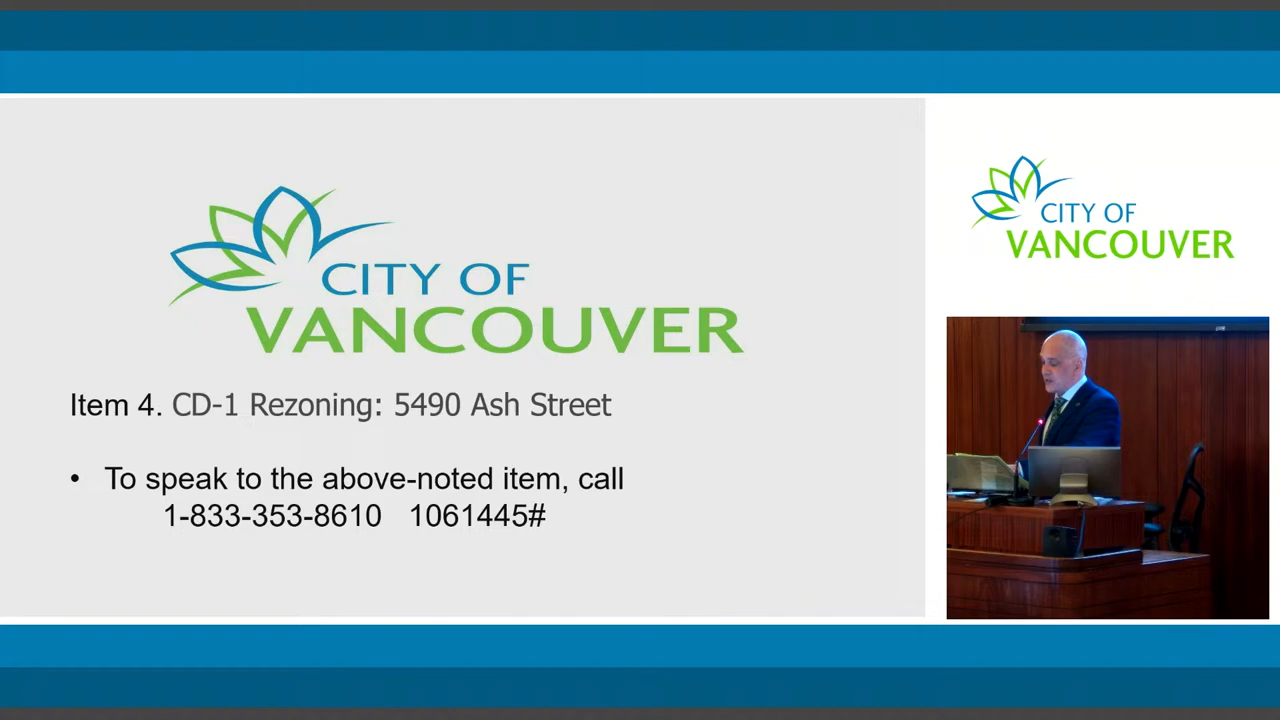 CITY OF
VANCOUVER
Item 4. CD-1 Rezoning: 5490 Ash Street
• To speak to the above-noted item, call
1-833-353-8610 1061445#
CITY OF
VANCOUVER